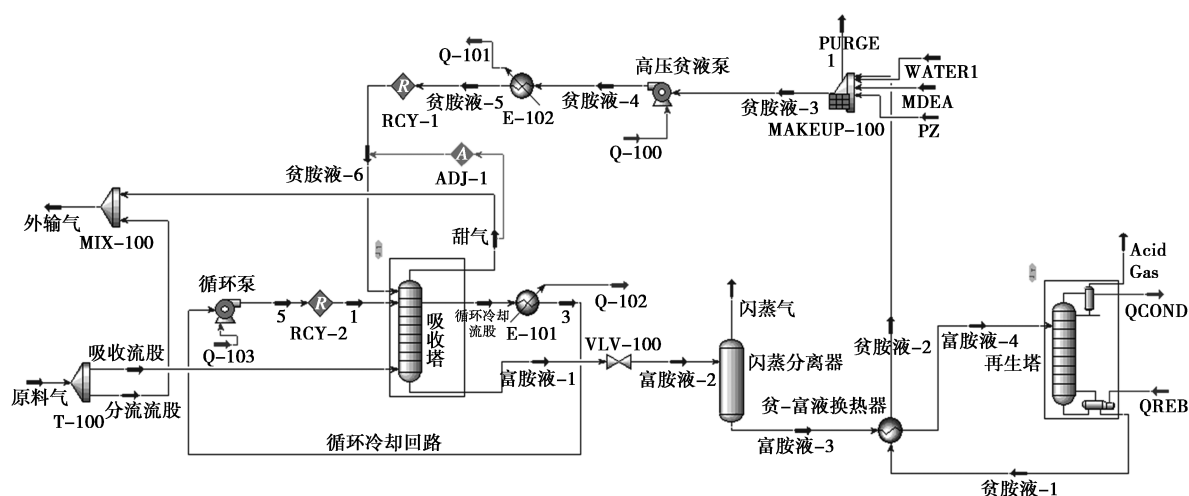 PURGE
1
Q-101
高压贫液泵
WATER1
MDEA
PZ
贫胺液-5
E-102
贫胺液-4
贫胺液-3
MAKEUP-100
R
RCY-1
Q-100
A
ADJ-1
贫胺液-6
外输气
MIX-100
甜气
循环泵
5
R
1
RCY-2
Q-103
吸收塔
循环冷却
流股
E-101
3
Q-102
Acid
Gas
QCOND
闪蒸气
VLV-100
吸收流股
原料气
T-100
分流流股
富胺液-1
富胺液-2
闪蒸分离器
贫胺液-2
富胺液-4
再生塔
QREB
贫-富液换热器
富胺液-3
循环冷却回路
贫胺液-1